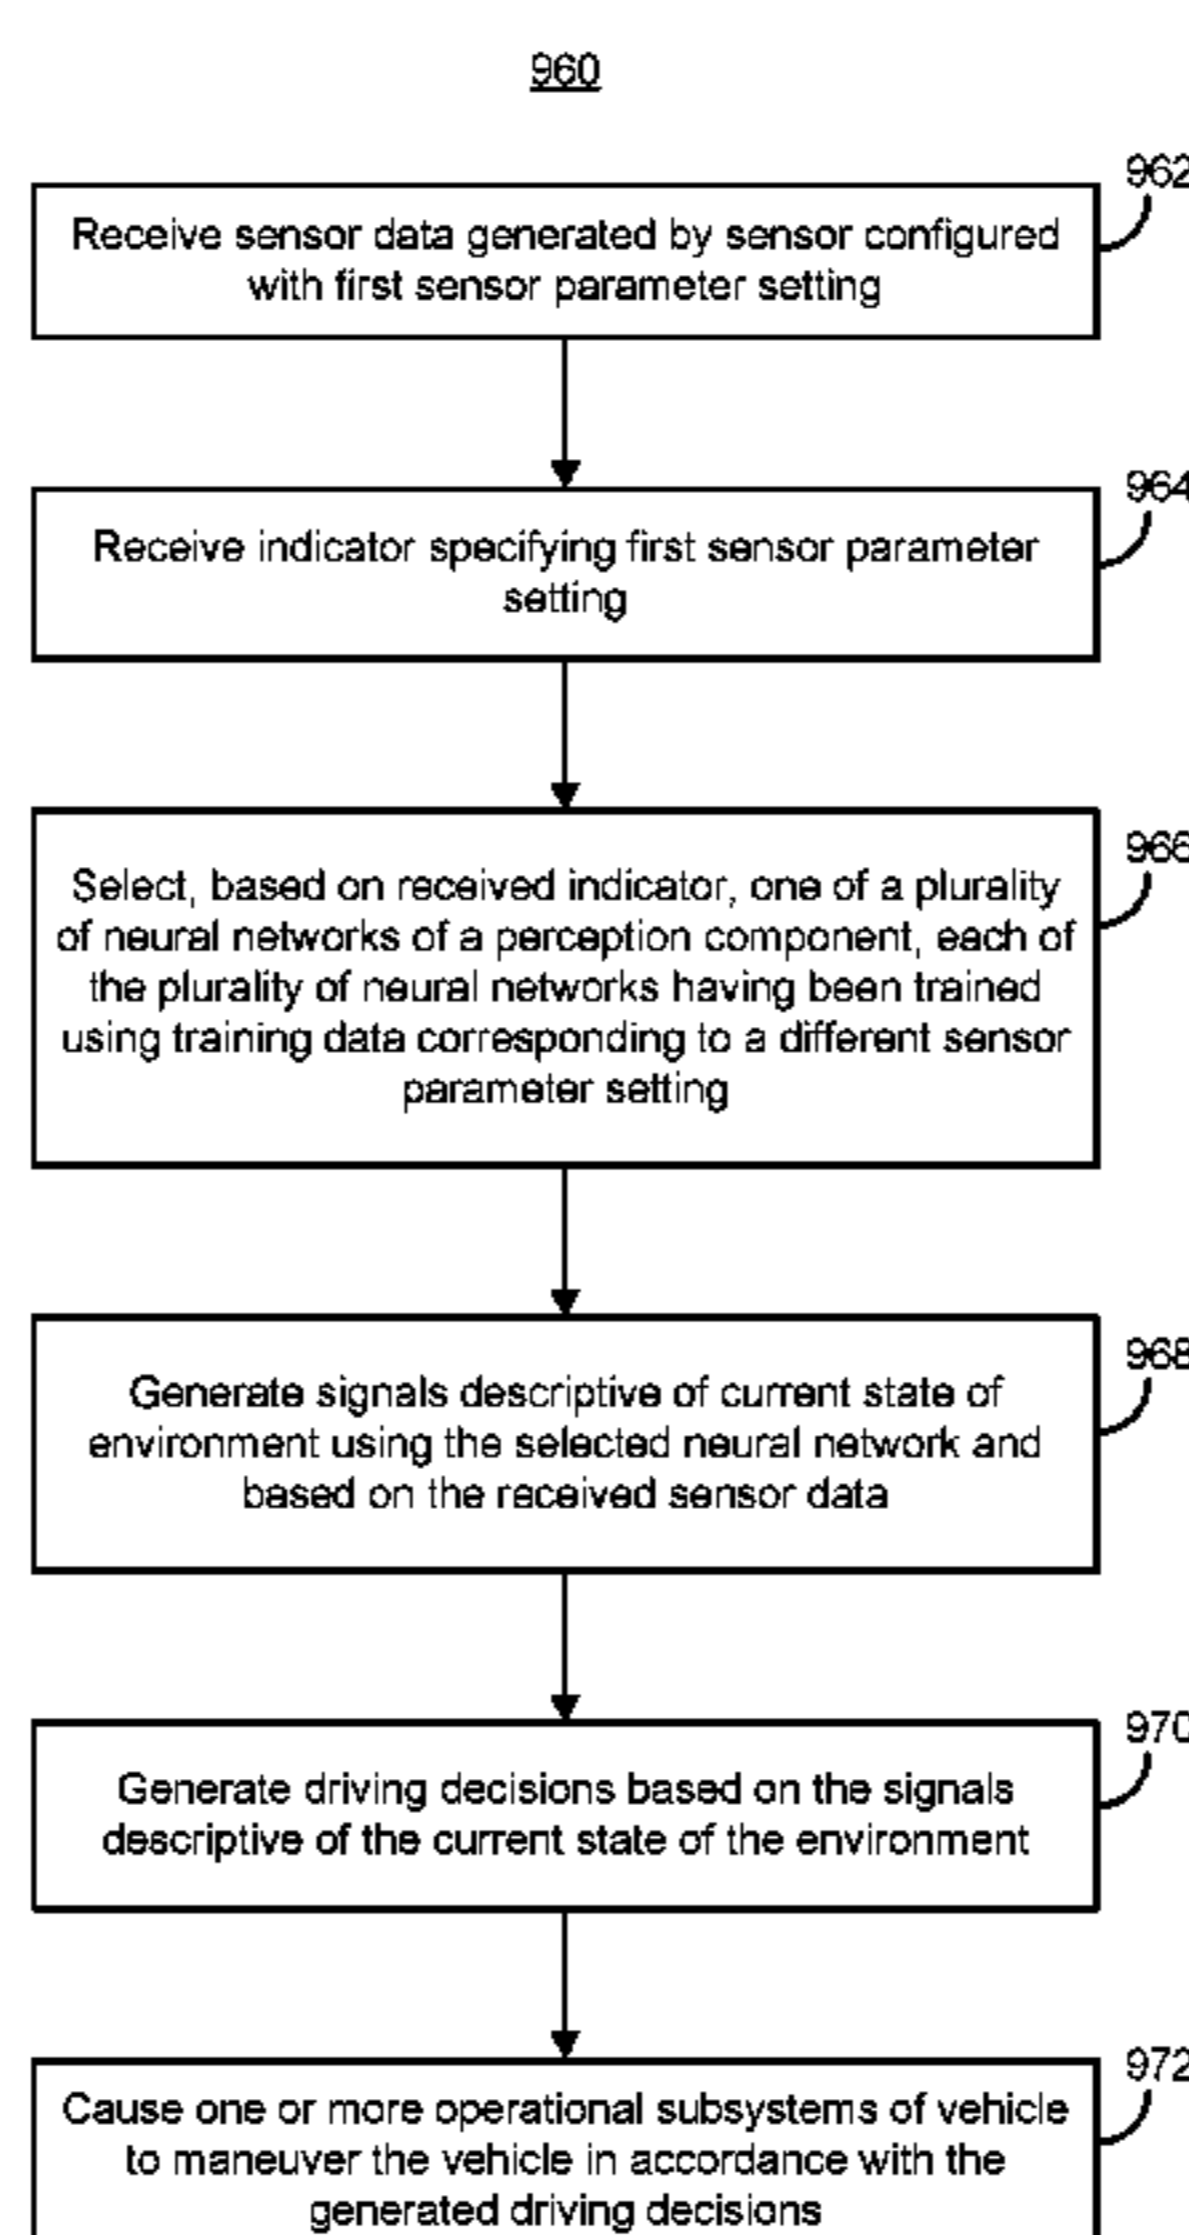 960
962
Receive sensor data generated by sensor configured
with first sensor parameter setting
964
Receive indicator specifying first sensor parameter
setting
966
Select, based on received indicator, one of a plurality
of neural networks of a perception component, each of
the plurality of neural networks having been trained
using training data corresponding to a different sensor
parameter setting
968
Generate signals descriptive of current state of
environment using the selected neural network and
based on the received sensor data
970
Generate driving decisions based on the signals
descriptive of the current state of the environment
972
Cause one or more operational subsystems of vehicle
to maneuver the vehicle in accordance with the
generated driving decisions